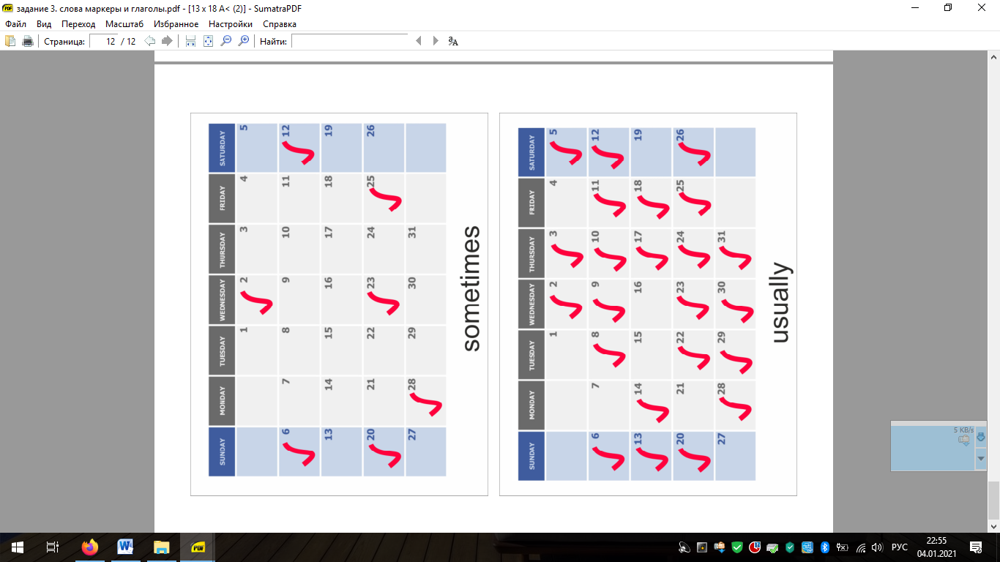 задание 3. слова маркеры и глаголы.pdf - [13 x 18 А< (2)] - SumatraPDF
Файл Вид Переход Масштаб Избранное Настройки Справка
Страница: 12 / 12 Найти:
SUNDAY MONDAY TUESDAY WEDNESDAY THURSDAY FRIDAY SATURDAY
1 2 3 4 5
6 7 8 9 10 11 12
13 14 15 16 17 18 19
20 21 22 23 24 25 26
27 28 29 30 31
sometimes
SUNDAY MONDAY TUESDAY WEDNESDAY THURSDAY FRIDAY SATURDAY
1 2 3 4 5
6 7 8 9 10 11 12
13 14 15 16 17 18 19
20 21 22 23 24 25 26
27 28 29 30 31
usually
5 KB/s
PDF
РУС
22:55
04.01.2021